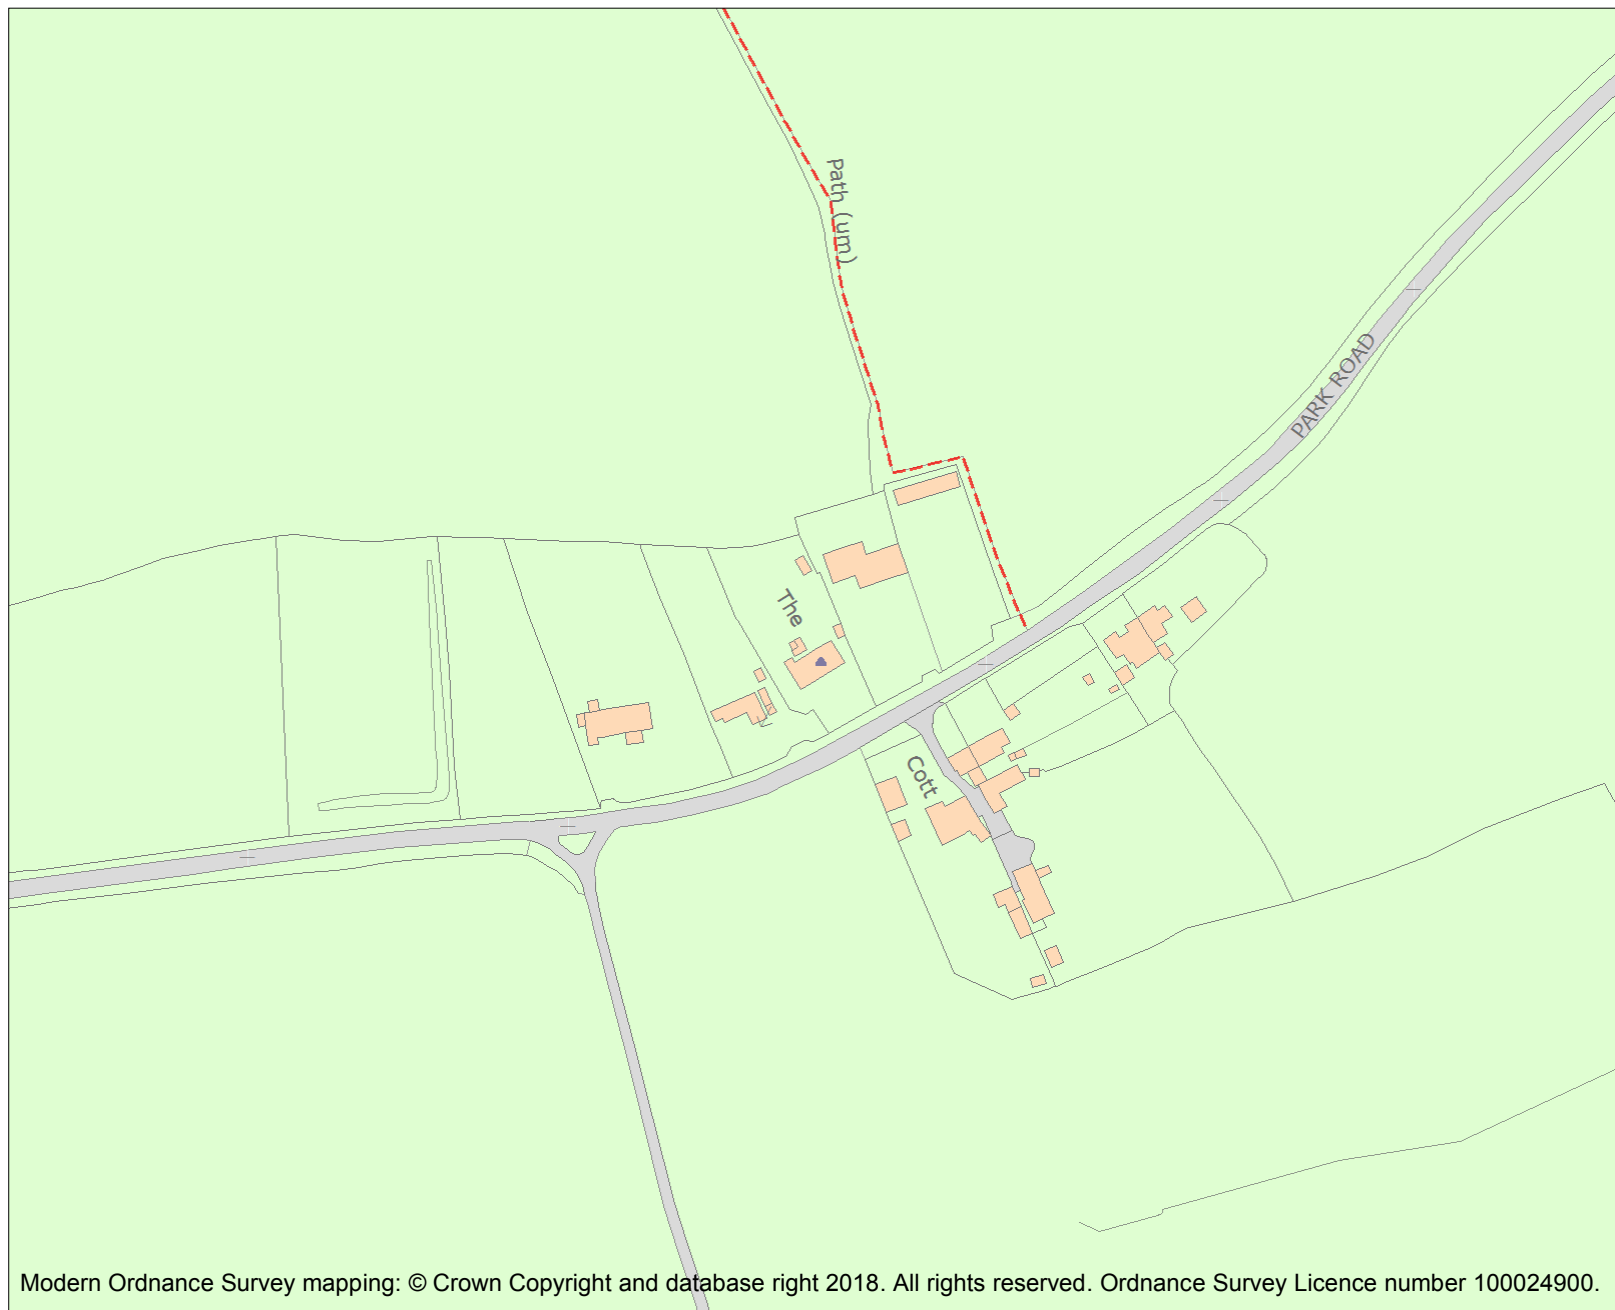 Path (um)
PARK ROAD
The
Cott
Modern Ordnance Survey mapping: © Crown Copyright and database right 2018. All rights reserved. Ordnance Survey Licence number 100024900.